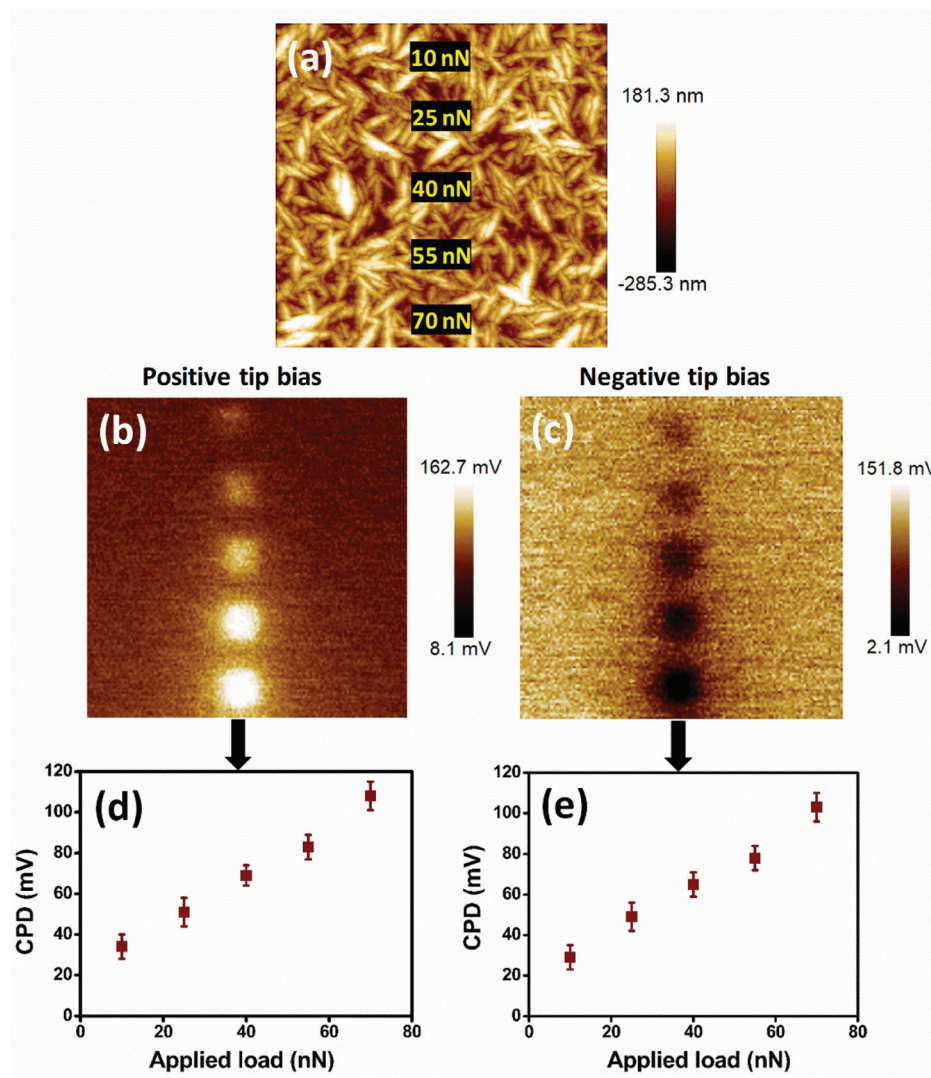 (a)
10 nN
25 nN
40 nN
55 nN
70 nN
181.3 nm
-285.3 nm
Positive tip bias
Negative tip bias
(b)
162.7 mV
8.1 mV
(c)
151.8 mV
2.1 mV
(d)
CPD (mV)
120
100
80
60
40
20
0
0 20 40 60 80
Applied load (nN)
(e)
CPD (mV)
120
100
80
60
40
20
0
0 20 40 60 80
Applied load (nN)